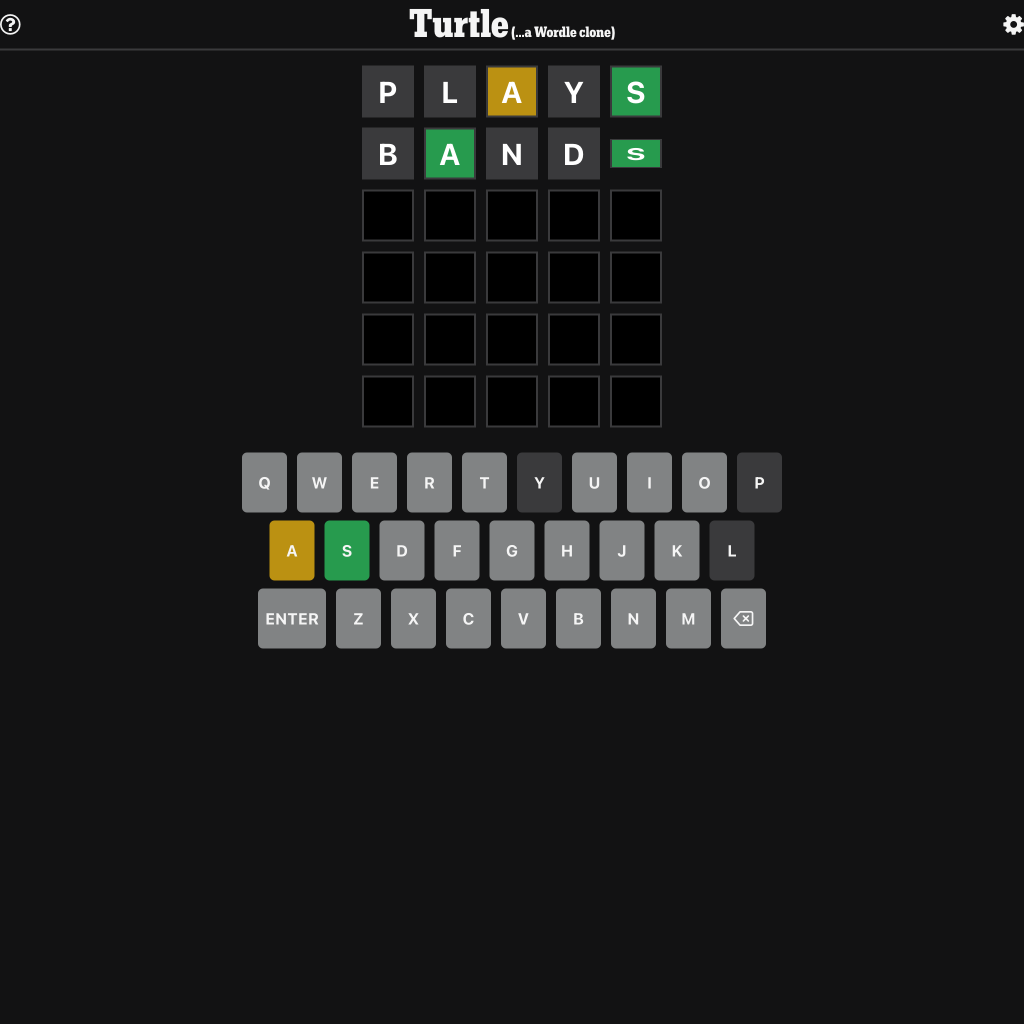 ? Turtle (...a Wordle clone)
P L A Y S
B A N D S
Q W E R T Y U I O P
A S D F G H J K L
ENTER Z X C V B N M